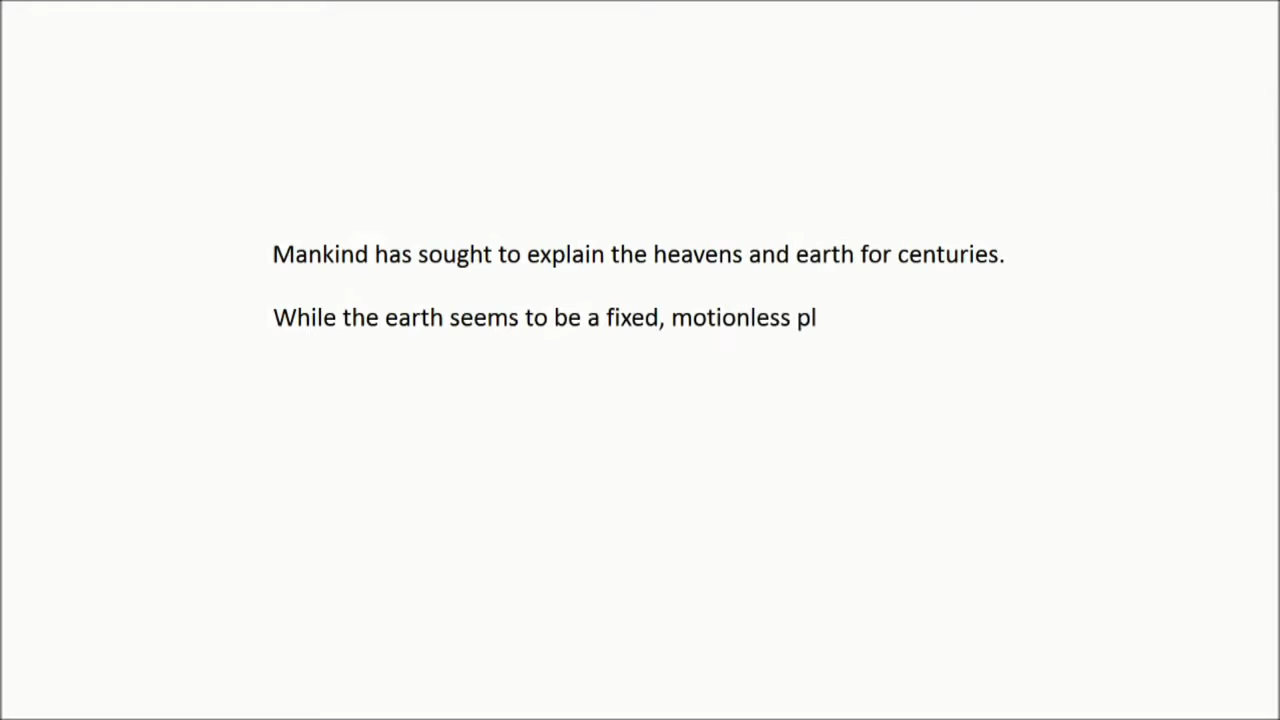 Mankind has sought to explain the heavens and earth for centuries.
While the earth seems to be a fixed, motionless pl